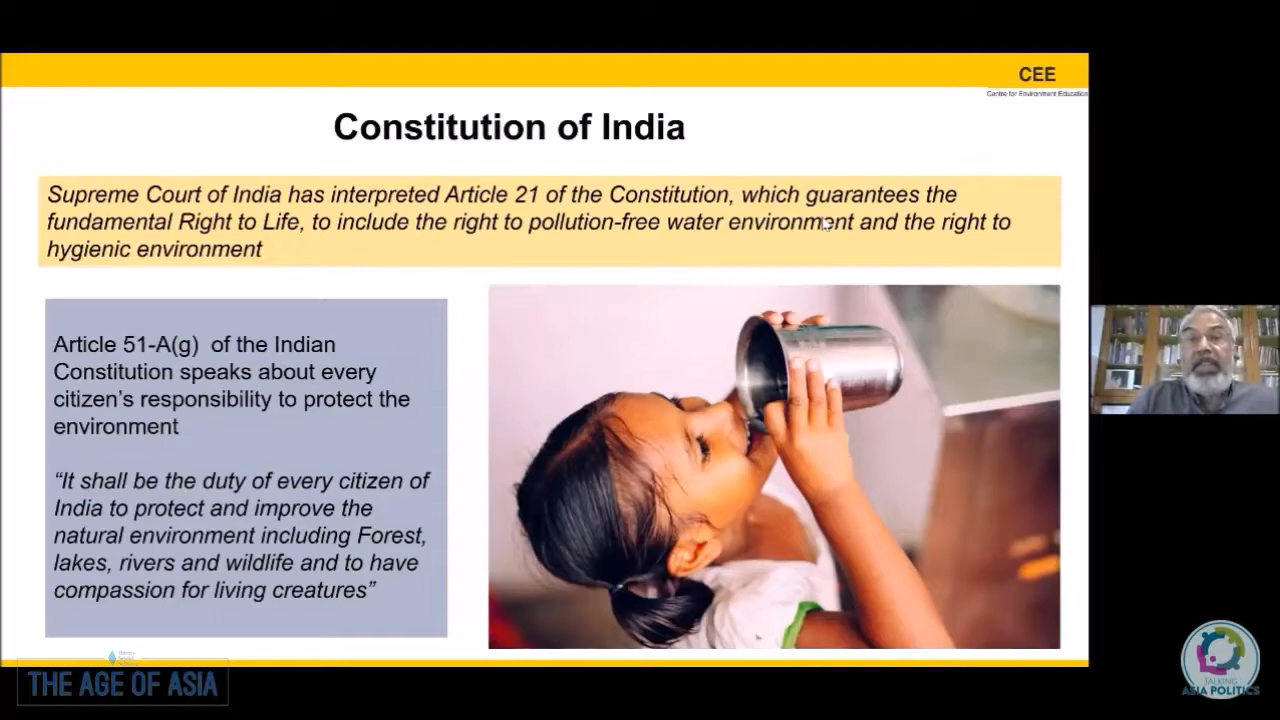 CEE
Centre for Environment Education
Constitution of India
Supreme Court of India has interpreted Article 21 of the Constitution, which guarantees the
fundamental Right to Life, to include the right to pollution-free water environment and the right to
hygienic environment
Article 51-A(g) of the Indian
Constitution speaks about every
citizen’s responsibility to protect the
environment
“It shall be the duty of every citizen of
India to protect and improve the
natural environment including Forest,
lakes, rivers and wildlife and to have
compassion for living creatures”
THE AGE OF ASIA
TALKING
ASIA POLITICS